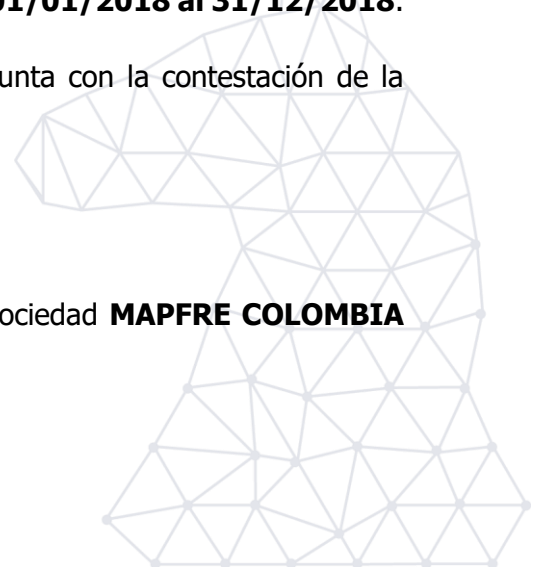 01/01/2018 al 31/12/2018.
unta con la contestación de la
ociedad MAPFRE COLOMBIA